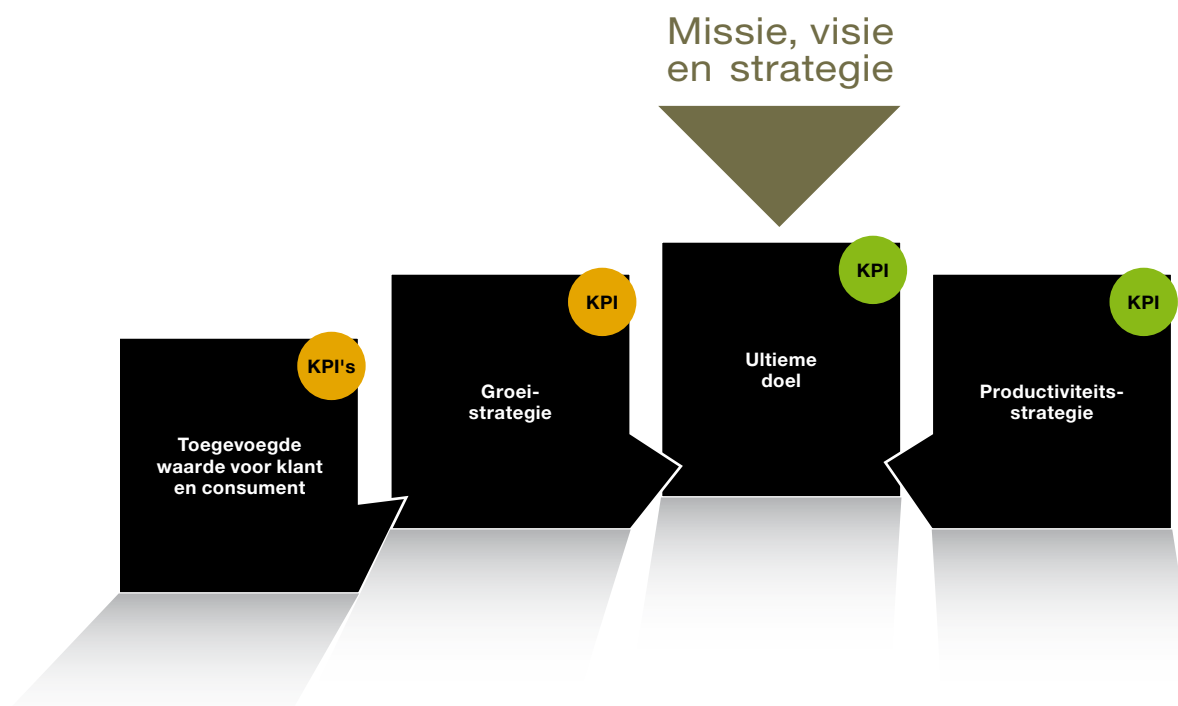 Missie, visie
en strategie
KPI's
Toegevoegde
waarde voor klant
en consument
KPI
Groei-
strategie
KPI
Ultieme
doel
KPI
Productiviteits-
strategie